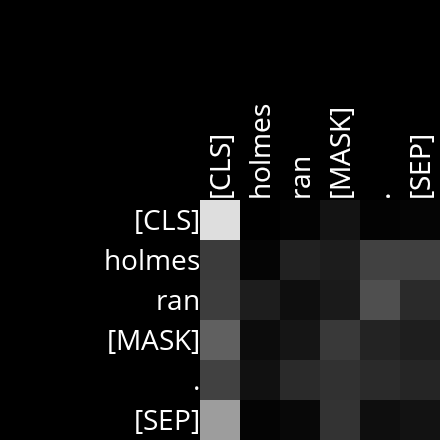 [CLS]
holmes
ran
[MASK]
.
[SEP]
[CLS]
holmes
ran
[MASK]
.
[SEP]